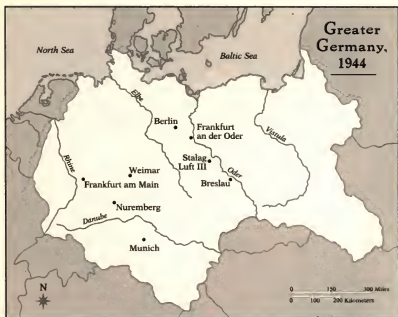 Greater
Germany,
1944
North Sea
Baltic Sea
Elbe
Berlin
Frankfurt
an der Oder
Vistula
Stalag
Luft III
Oder
Rhine
Weimar
Frankfurt am Main
Breslau
Nuremberg
Danube
Munich
N
0 150 300 Miles
0 100 200 Kilometers